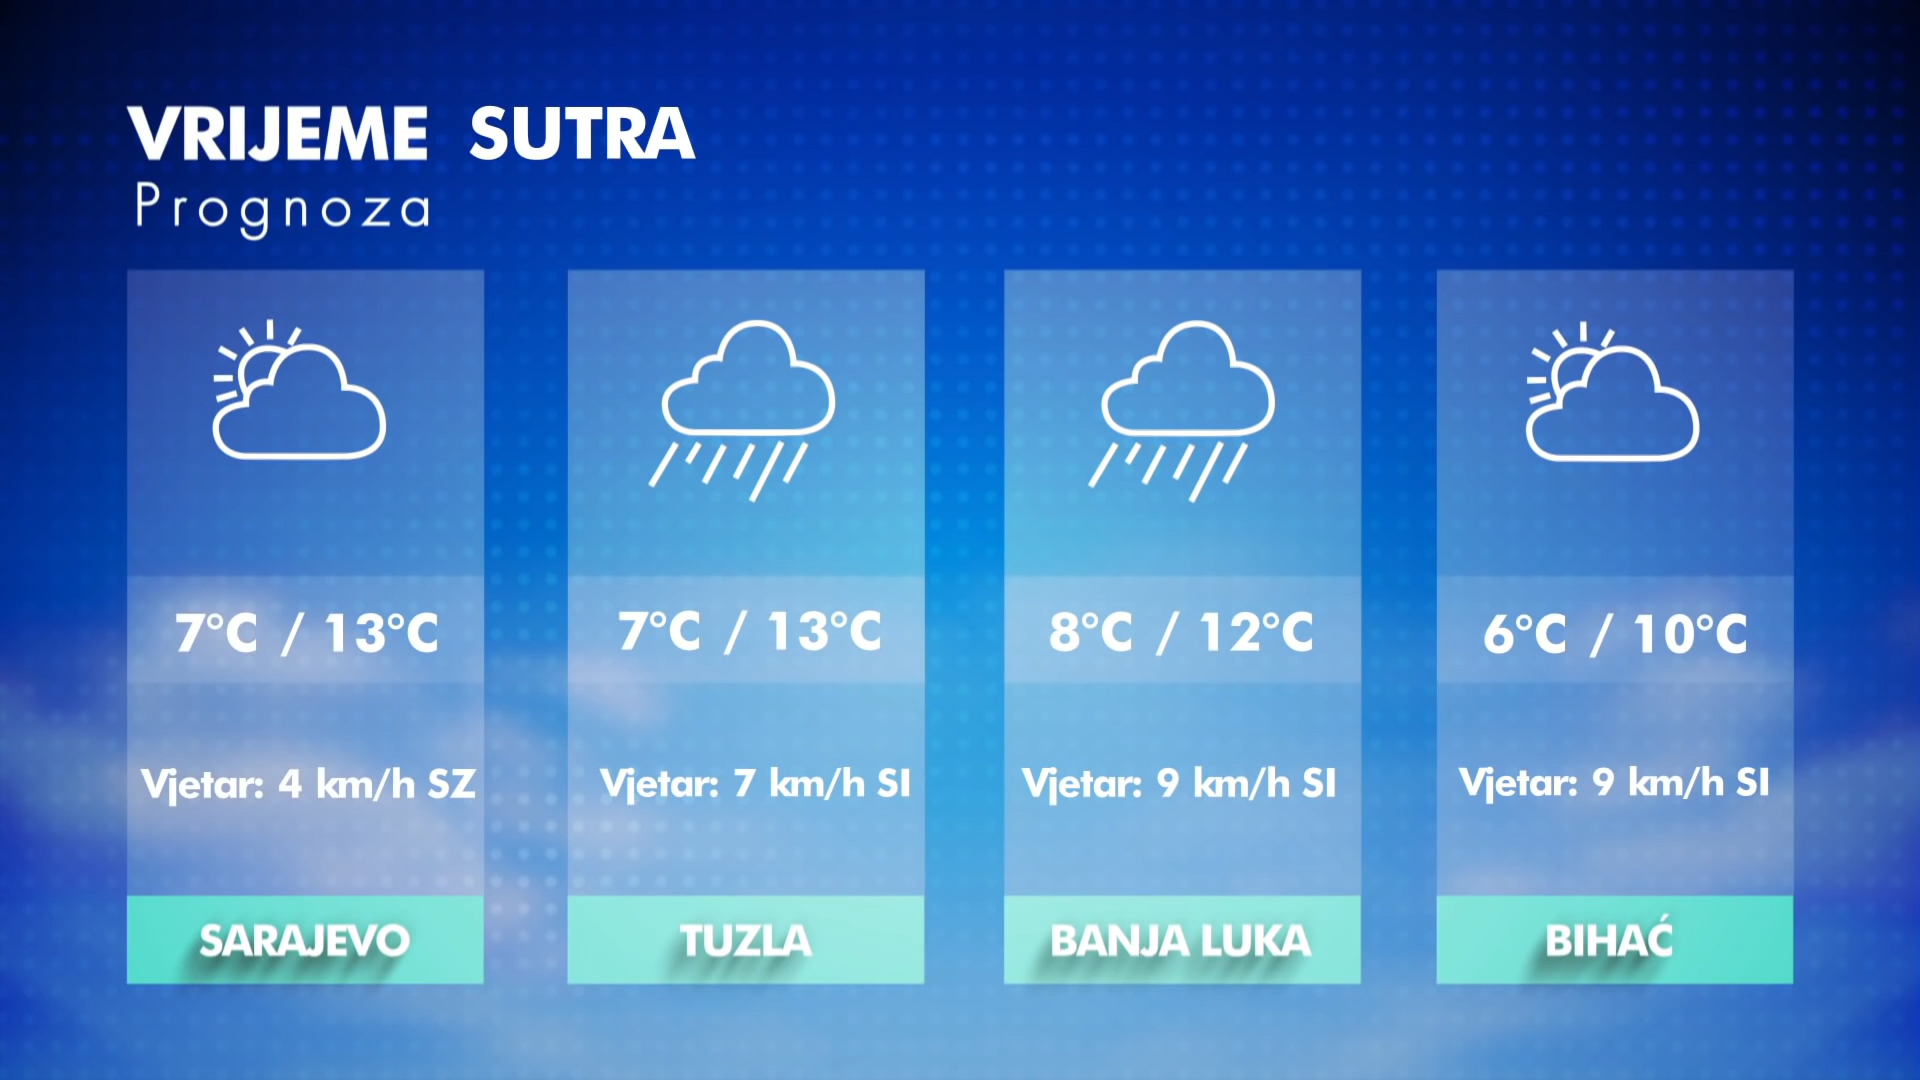 VRIJEME SUTRA
Prognoza
7°C / 13°C
Vjetar: 4 km/h SZ
SARAJEVO
7°C / 13°C
Vjetar: 7 km/h SI
TUZLA
8°C / 12°C
Vjetar: 9 km/h SI
BANJA LUKA
6°C / 10°C
Vjetar: 9 km/h SI
BIHAĆ